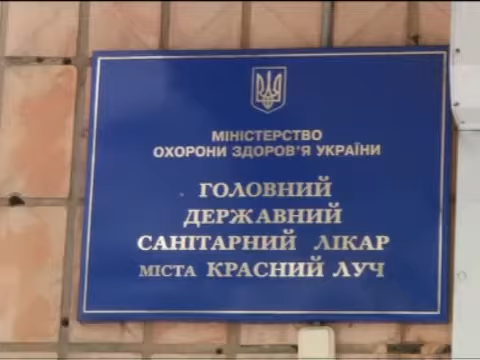 МІНІСТЕРСТВО
ОХОРОНИ ЗДОРОВ'Я УКРАЇНИ
ГОЛОВНИЙ
ДЕРЖАВНИЙ
САНІТАРНИЙ ЛІКАР
МІСТА КРАСНИЙ ЛУЧ